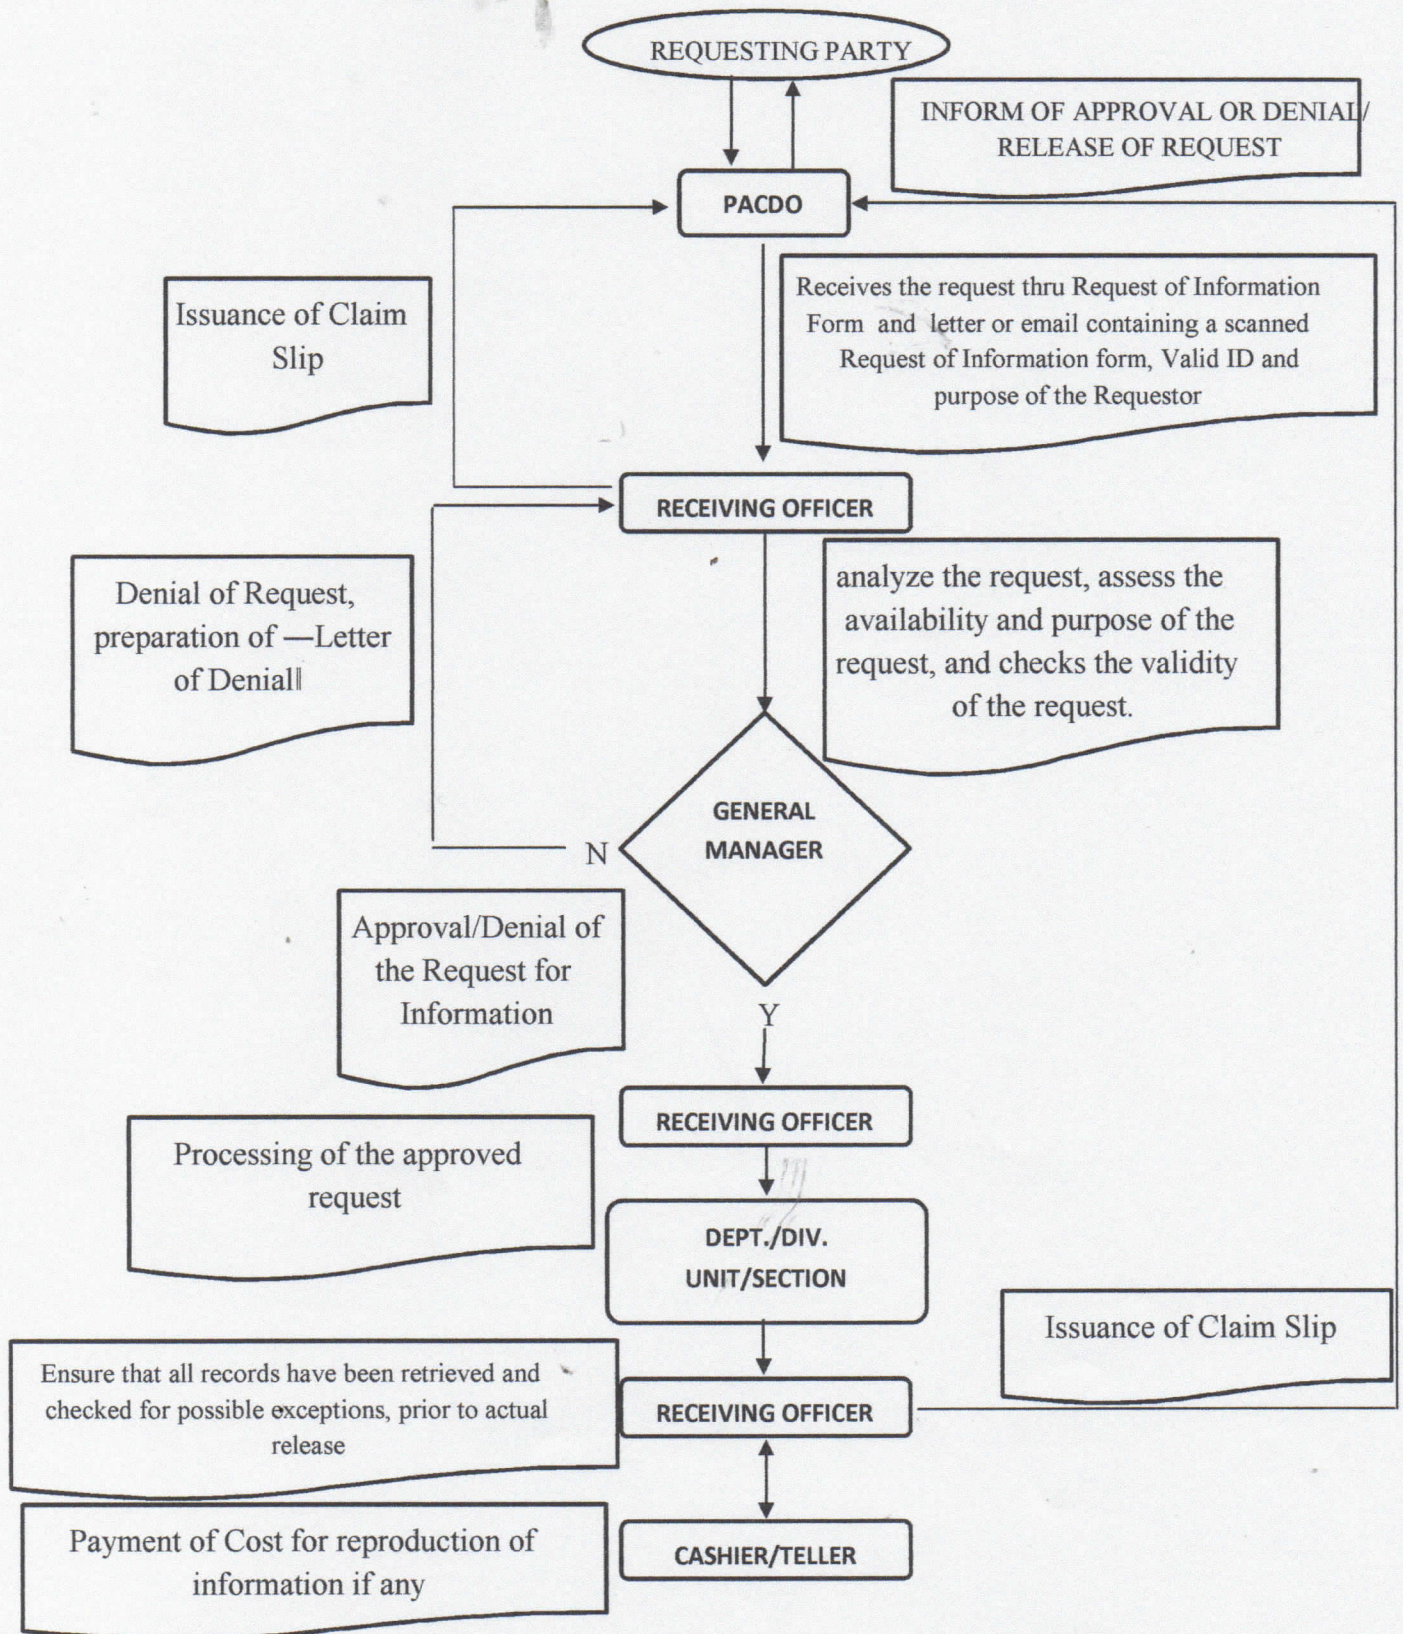 REQUESTING PARTY
INFORM OF APPROVAL OR DENIAL/
RELEASE OF REQUEST
PACDO
Issuance of Claim
Slip
Receives the request thru Request of Information
Form and letter or email containing a scanned
Request of Information form, Valid ID and
purpose of the Requestor
RECEIVING OFFICER
Denial of Request,
preparation of —Letter
of Denial‖
analyze the request, assess the
availability and purpose of the
request, and checks the validity
of the request.
GENERAL
MANAGER
N
Approval/Denial of
the Request for
Information
Y
RECEIVING OFFICER
Processing of the approved
request
DEPT./DIV.
UNIT/SECTION
Issuance of Claim Slip
Ensure that all records have been retrieved and
checked for possible exceptions, prior to actual
release
RECEIVING OFFICER
Payment of Cost for reproduction of
information if any
CASHIER/TELLER